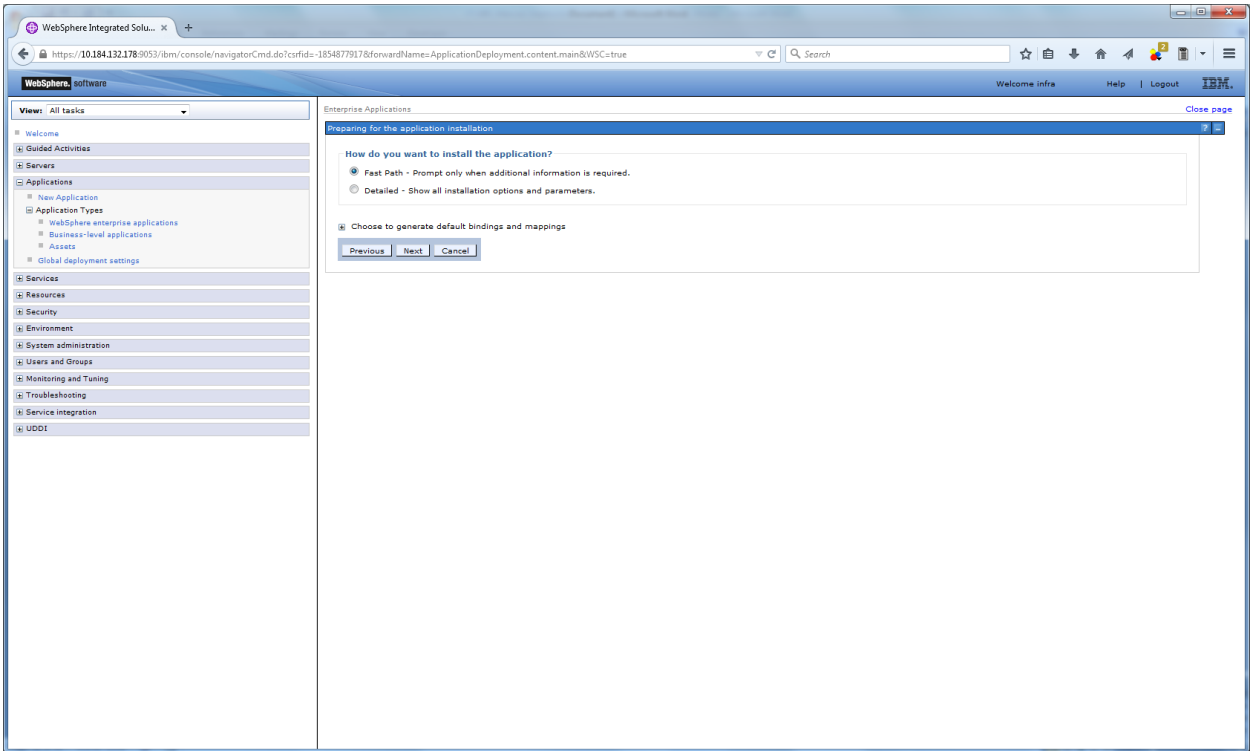 WebSphere Integrated Solu...
https://10.184.132.178:9053/ibm/console/navigatorCmd.do?csrfid=-1854877917&forwardName=ApplicationDeployment.content.main&WSC=true
Search
2
WebSphere. software
Welcome infra
Help | Logout
IBM.
View: All tasks
Welcome
Guided Activities
Servers
Applications
New Application
Application Types
WebSphere enterprise applications
Business-level applications
Assets
Global deployment settings
Services
Resources
Security
Environment
System administration
Users and Groups
Monitoring and Tuning
Troubleshooting
Service integration
UDDI
Enterprise Applications
Close page
Preparing for the application installation
?
How do you want to install the application?
Fast Path - Prompt only when additional information is required.
Detailed - Show all installation options and parameters.
Choose to generate default bindings and mappings
Previous Next Cancel